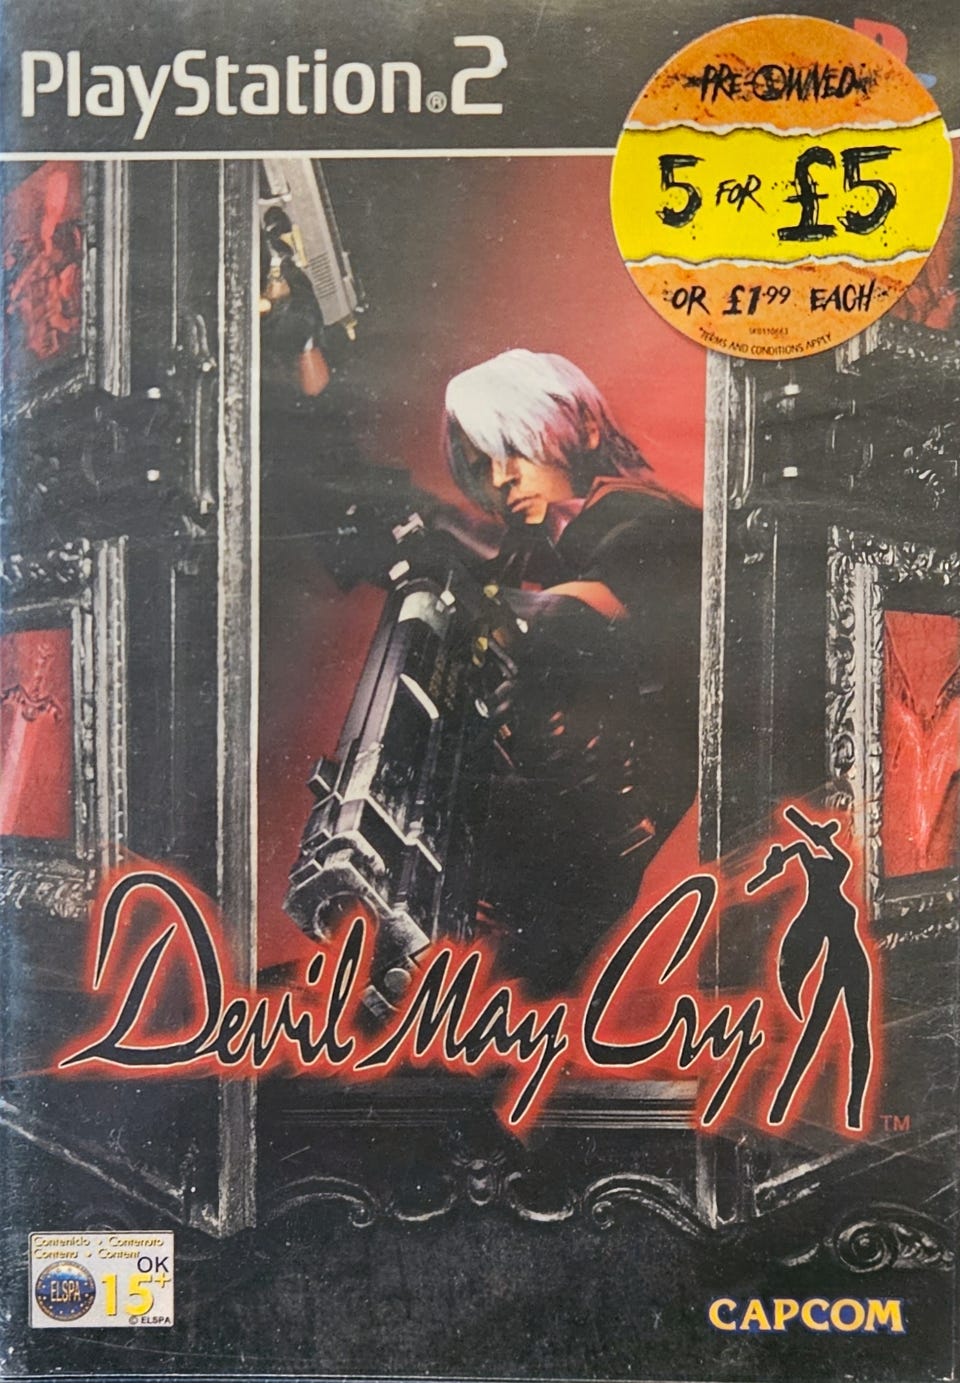 PlayStation®2
PRE-OWNED
5 FOR £5
OR £1.99 EACH
*TERMS AND CONDITIONS APPLY
Devil May Cry
TM
Contenido • Contenuto
Contenu • Content
OK
ELSPA
15+
© ELSPA
CAPCOM